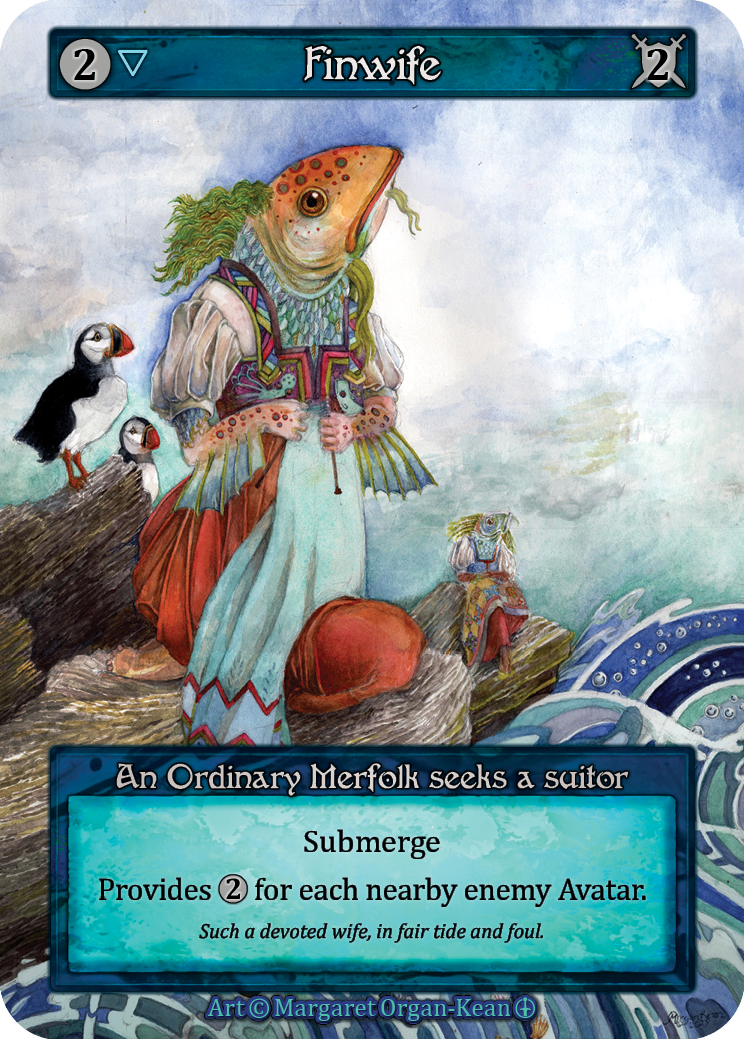 2 Finwife 2
An Ordinary Merfolk seeks a suitor
Submerge
Provides 2 for each nearby enemy Avatar.
Such a devoted wife, in fair tide and foul.
Art © Margaret Organ-Kean